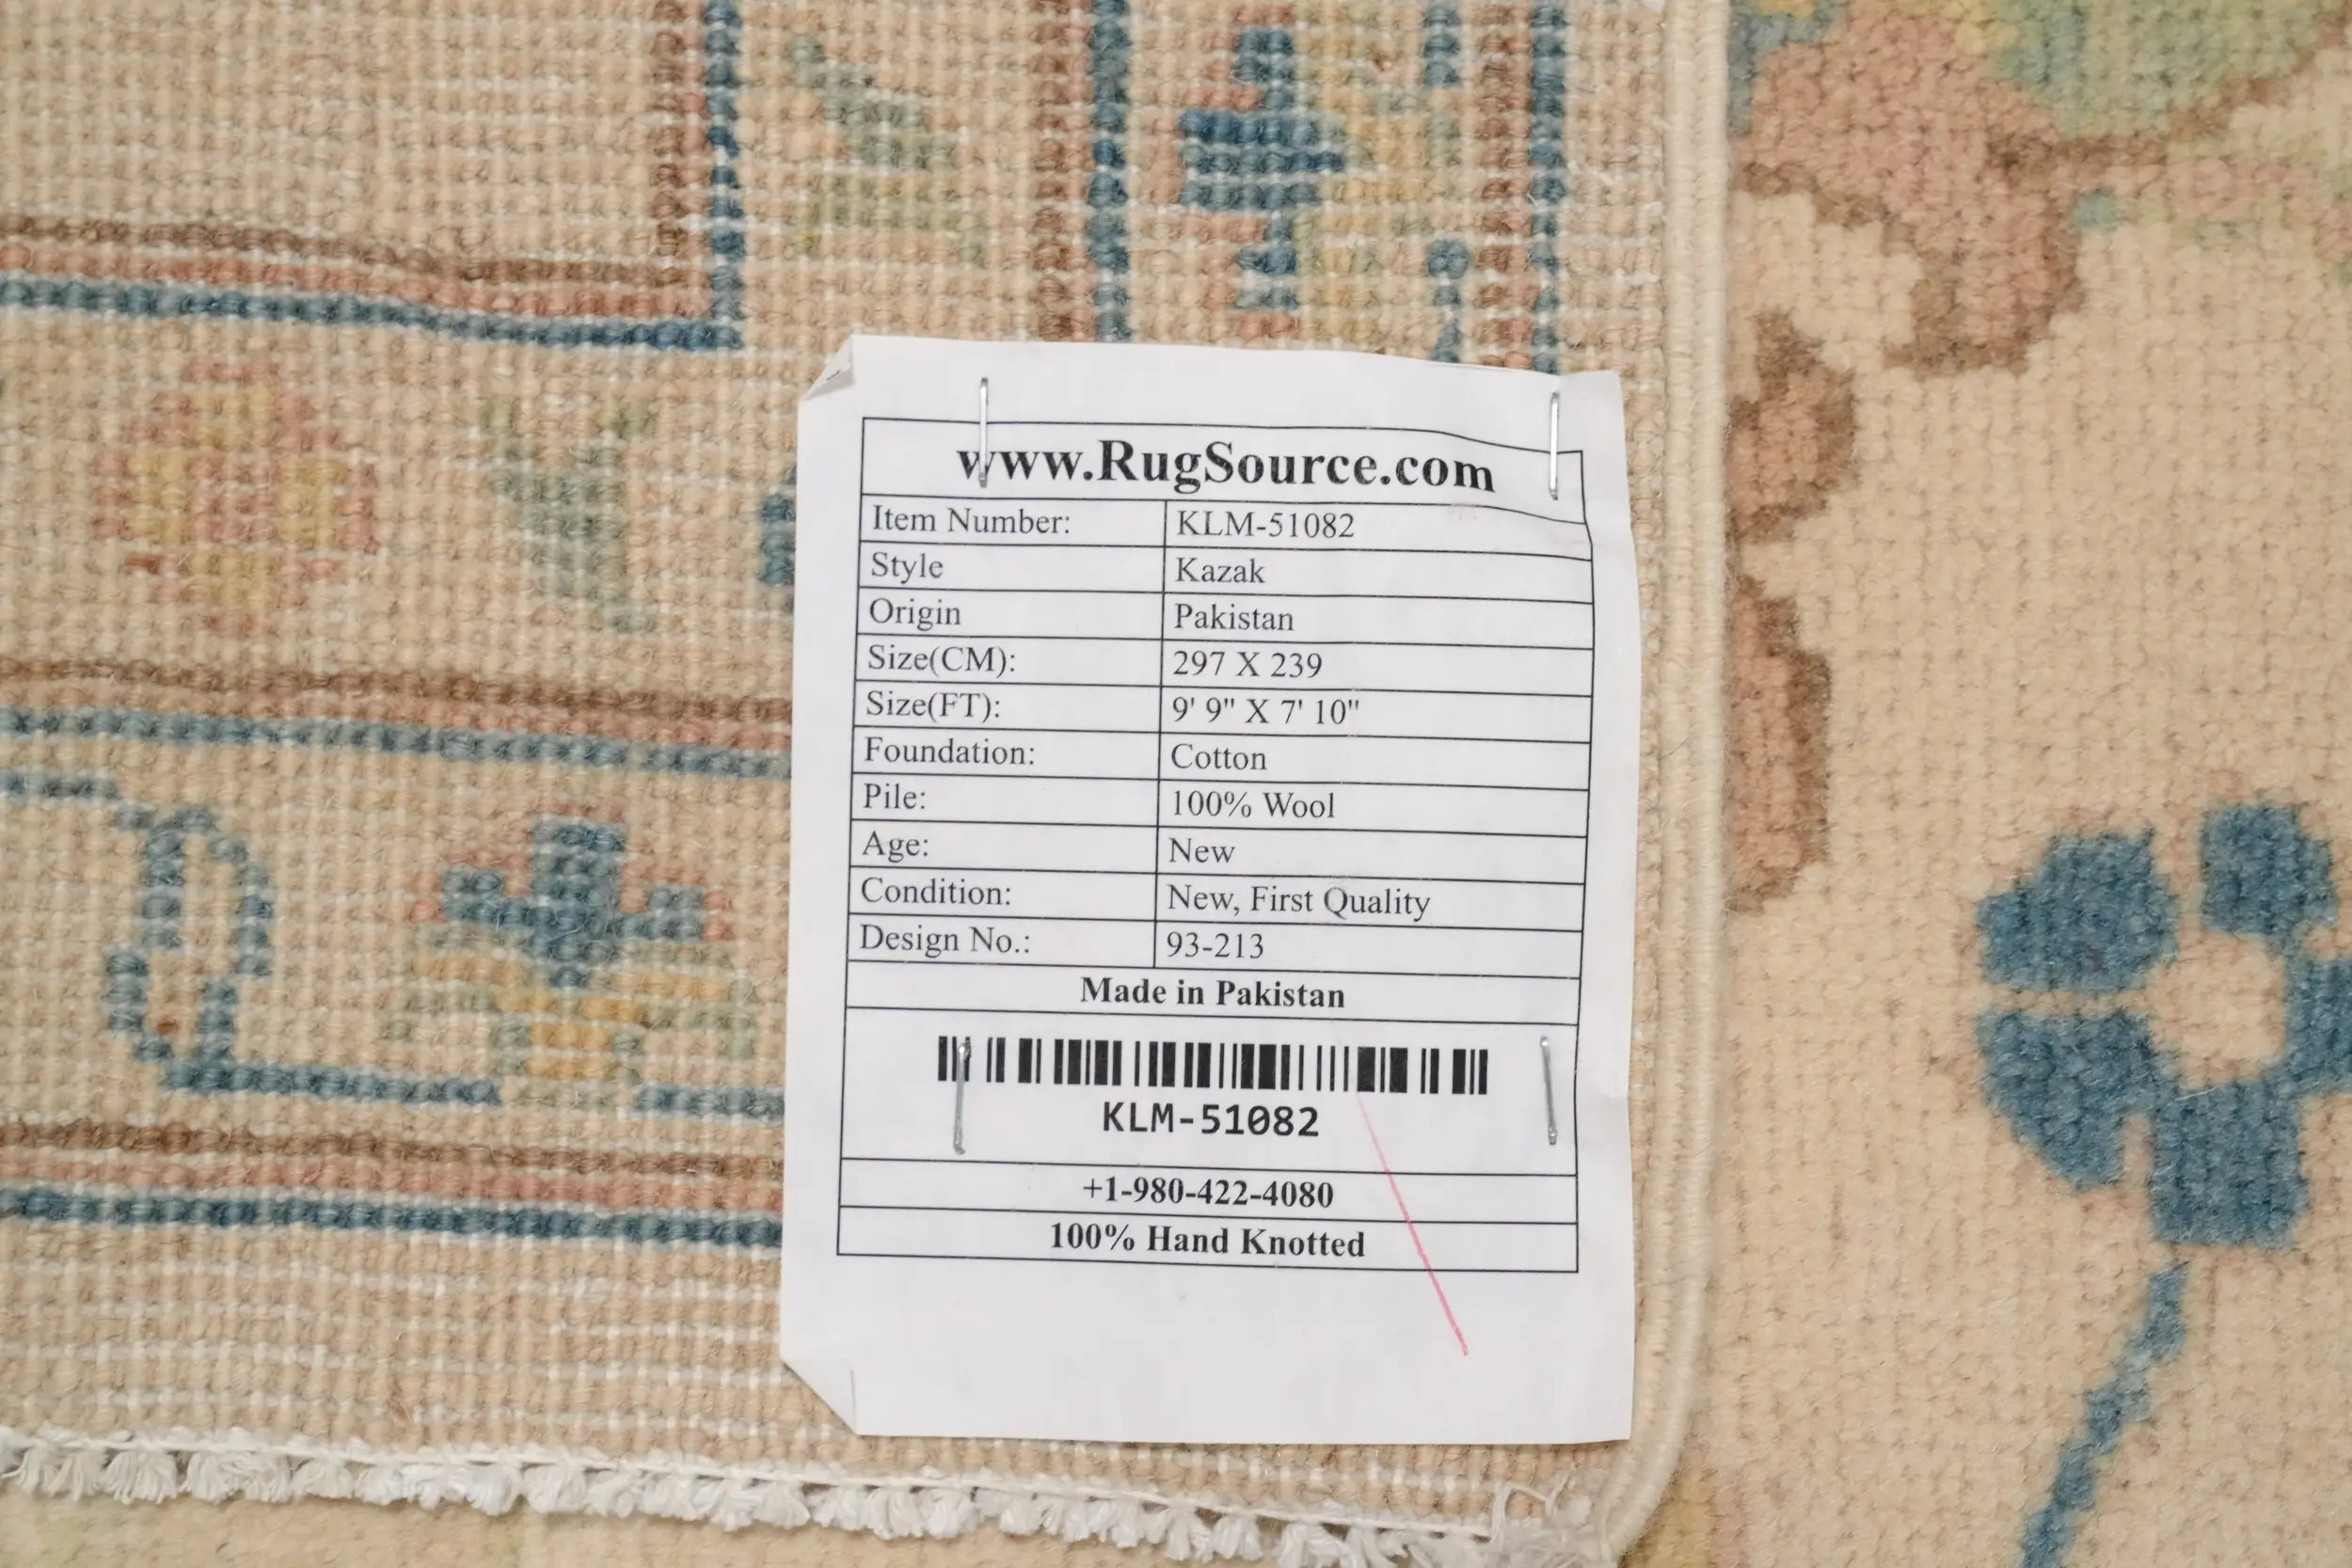 www.RugSource.com
Item Number: KLM-51082
Style Kazak
Origin Pakistan
Size(CM): 297 X 239
Size(FT): 9' 9" X 7' 10"
Foundation: Cotton
Pile: 100% Wool
Age: New
Condition: New, First Quality
Design No.: 93-213
Made in Pakistan
KLM-51082
+1-980-422-4080
100% Hand Knotted